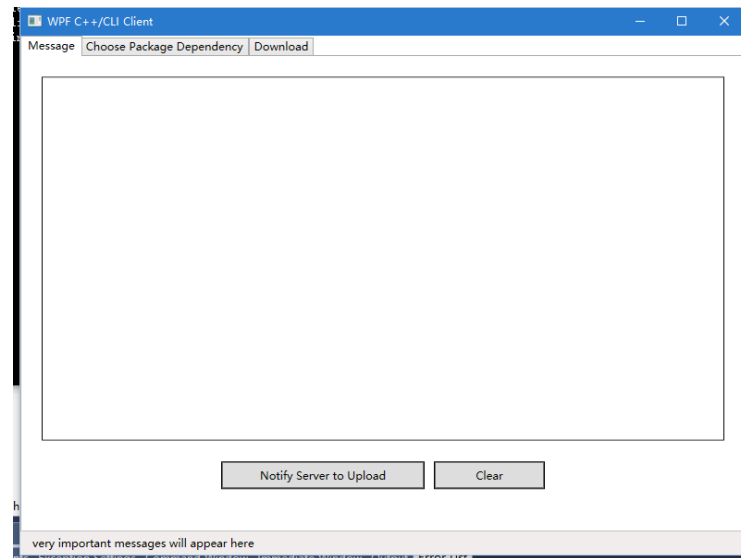 WPF C++/CLI Client
Message Choose Package Dependency Download
Notify Server to Upload Clear
very important messages will appear here